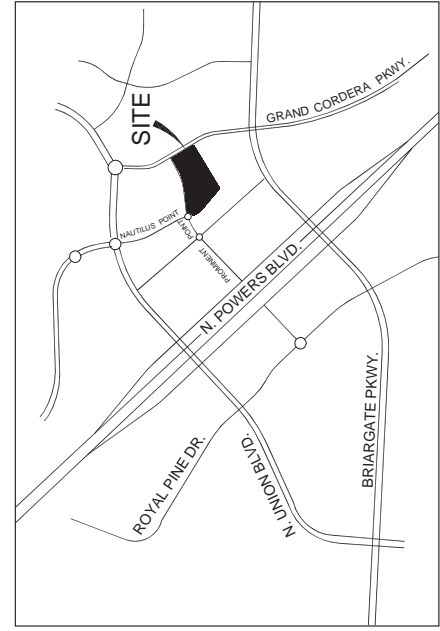 SITE
GRAND CORDERA PKWY.
NAUTILUS POINT
PROMINENT
POINT
N. POWERS BLVD.
ROYAL PINE DR.
N. UNION BLVD.
BRIARGATE PKWY.